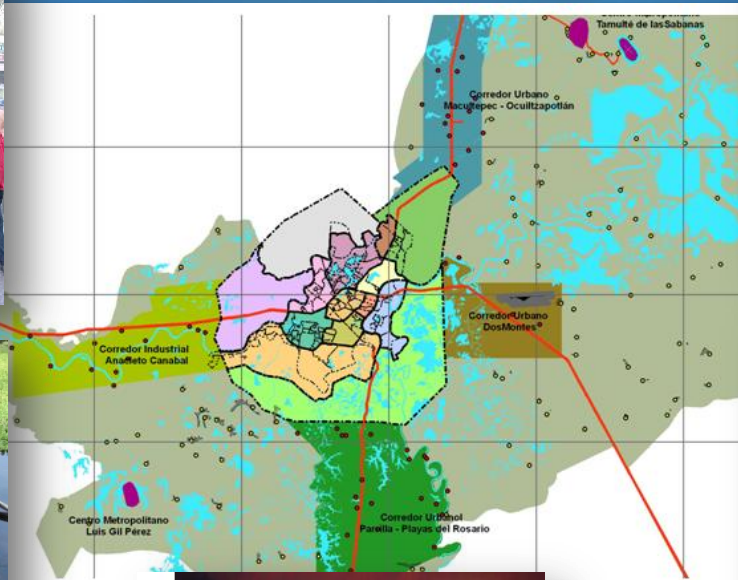 Tamulté de las Sabanas
Corredor Urbano
Macultepec - Ocuiltzapotlán
Corredor Urbano
DosMontes
Corredor Industrial
Anacleto Canabal
Centro Metropolitano
Luis Gil Pérez
Corredor Urbanol
Parrilla - Playas del Rosario